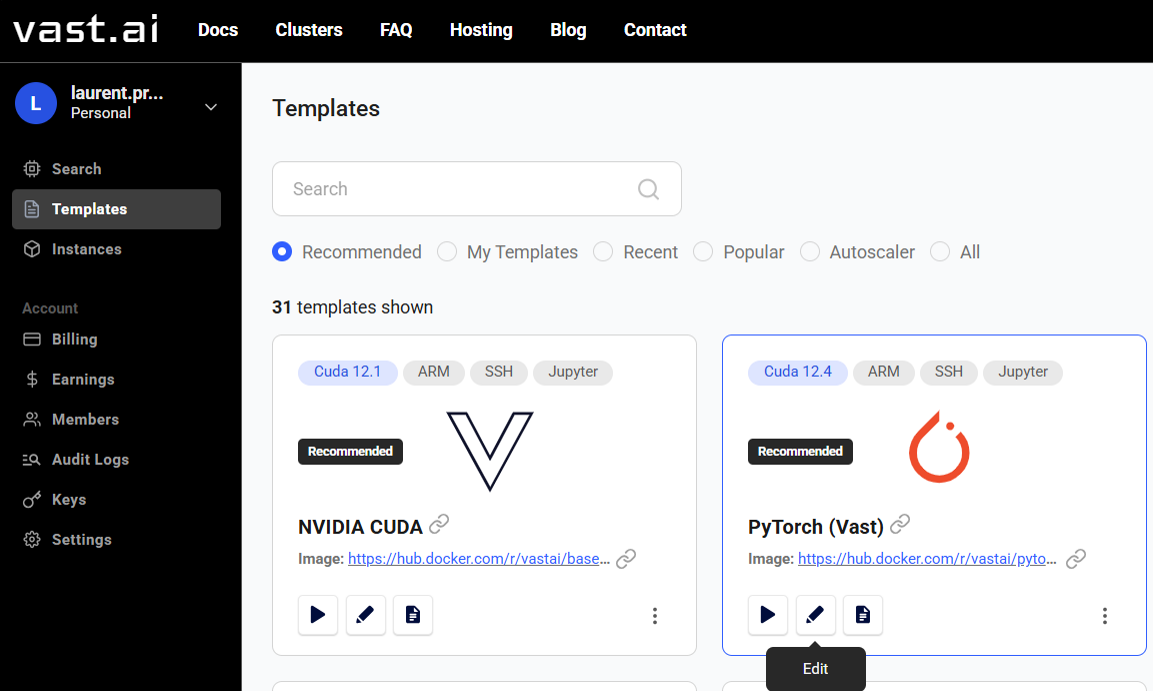 vast.ai Docs Clusters FAQ Hosting Blog Contact
L
laurent.pr...
Personal
Search
Templates
Instances
Account
Billing
Earnings
Members
Audit Logs
Keys
Settings
Templates
Search
Recommended My Templates Recent Popular Autoscaler All
31 templates shown
Cuda 12.1 ARM SSH Jupyter
Recommended
NVIDIA CUDA
Image: https://hub.docker.com/r/vastai/base...
Cuda 12.4 ARM SSH Jupyter
Recommended
PyTorch (Vast)
Image: https://hub.docker.com/r/vastai/pyto...
Edit